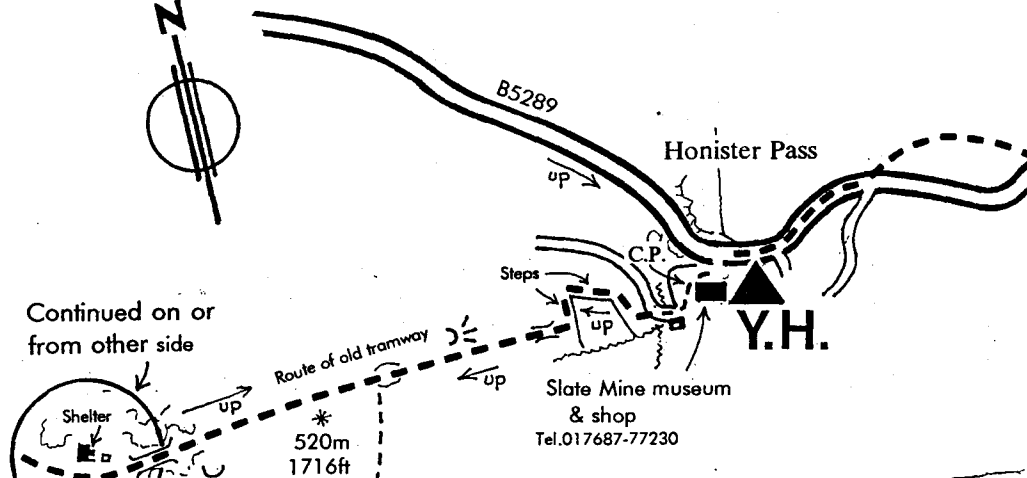 N
B5289
up
Honister Pass
C.P.
Steps
up
Y.H.
Continued on or
from other side
Route of old tramway
up
up
Slate Mine museum
& shop
Tel.017687-77230
Shelter
520m
1716ft